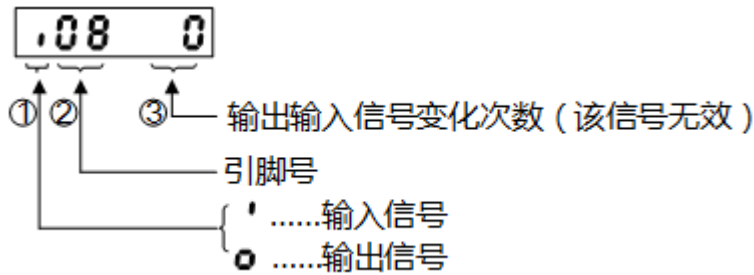 ı08 0
① ② ③
输出输入信号变化次数（该信号无效）
引脚号
╹ ......输入信号
o ......输出信号